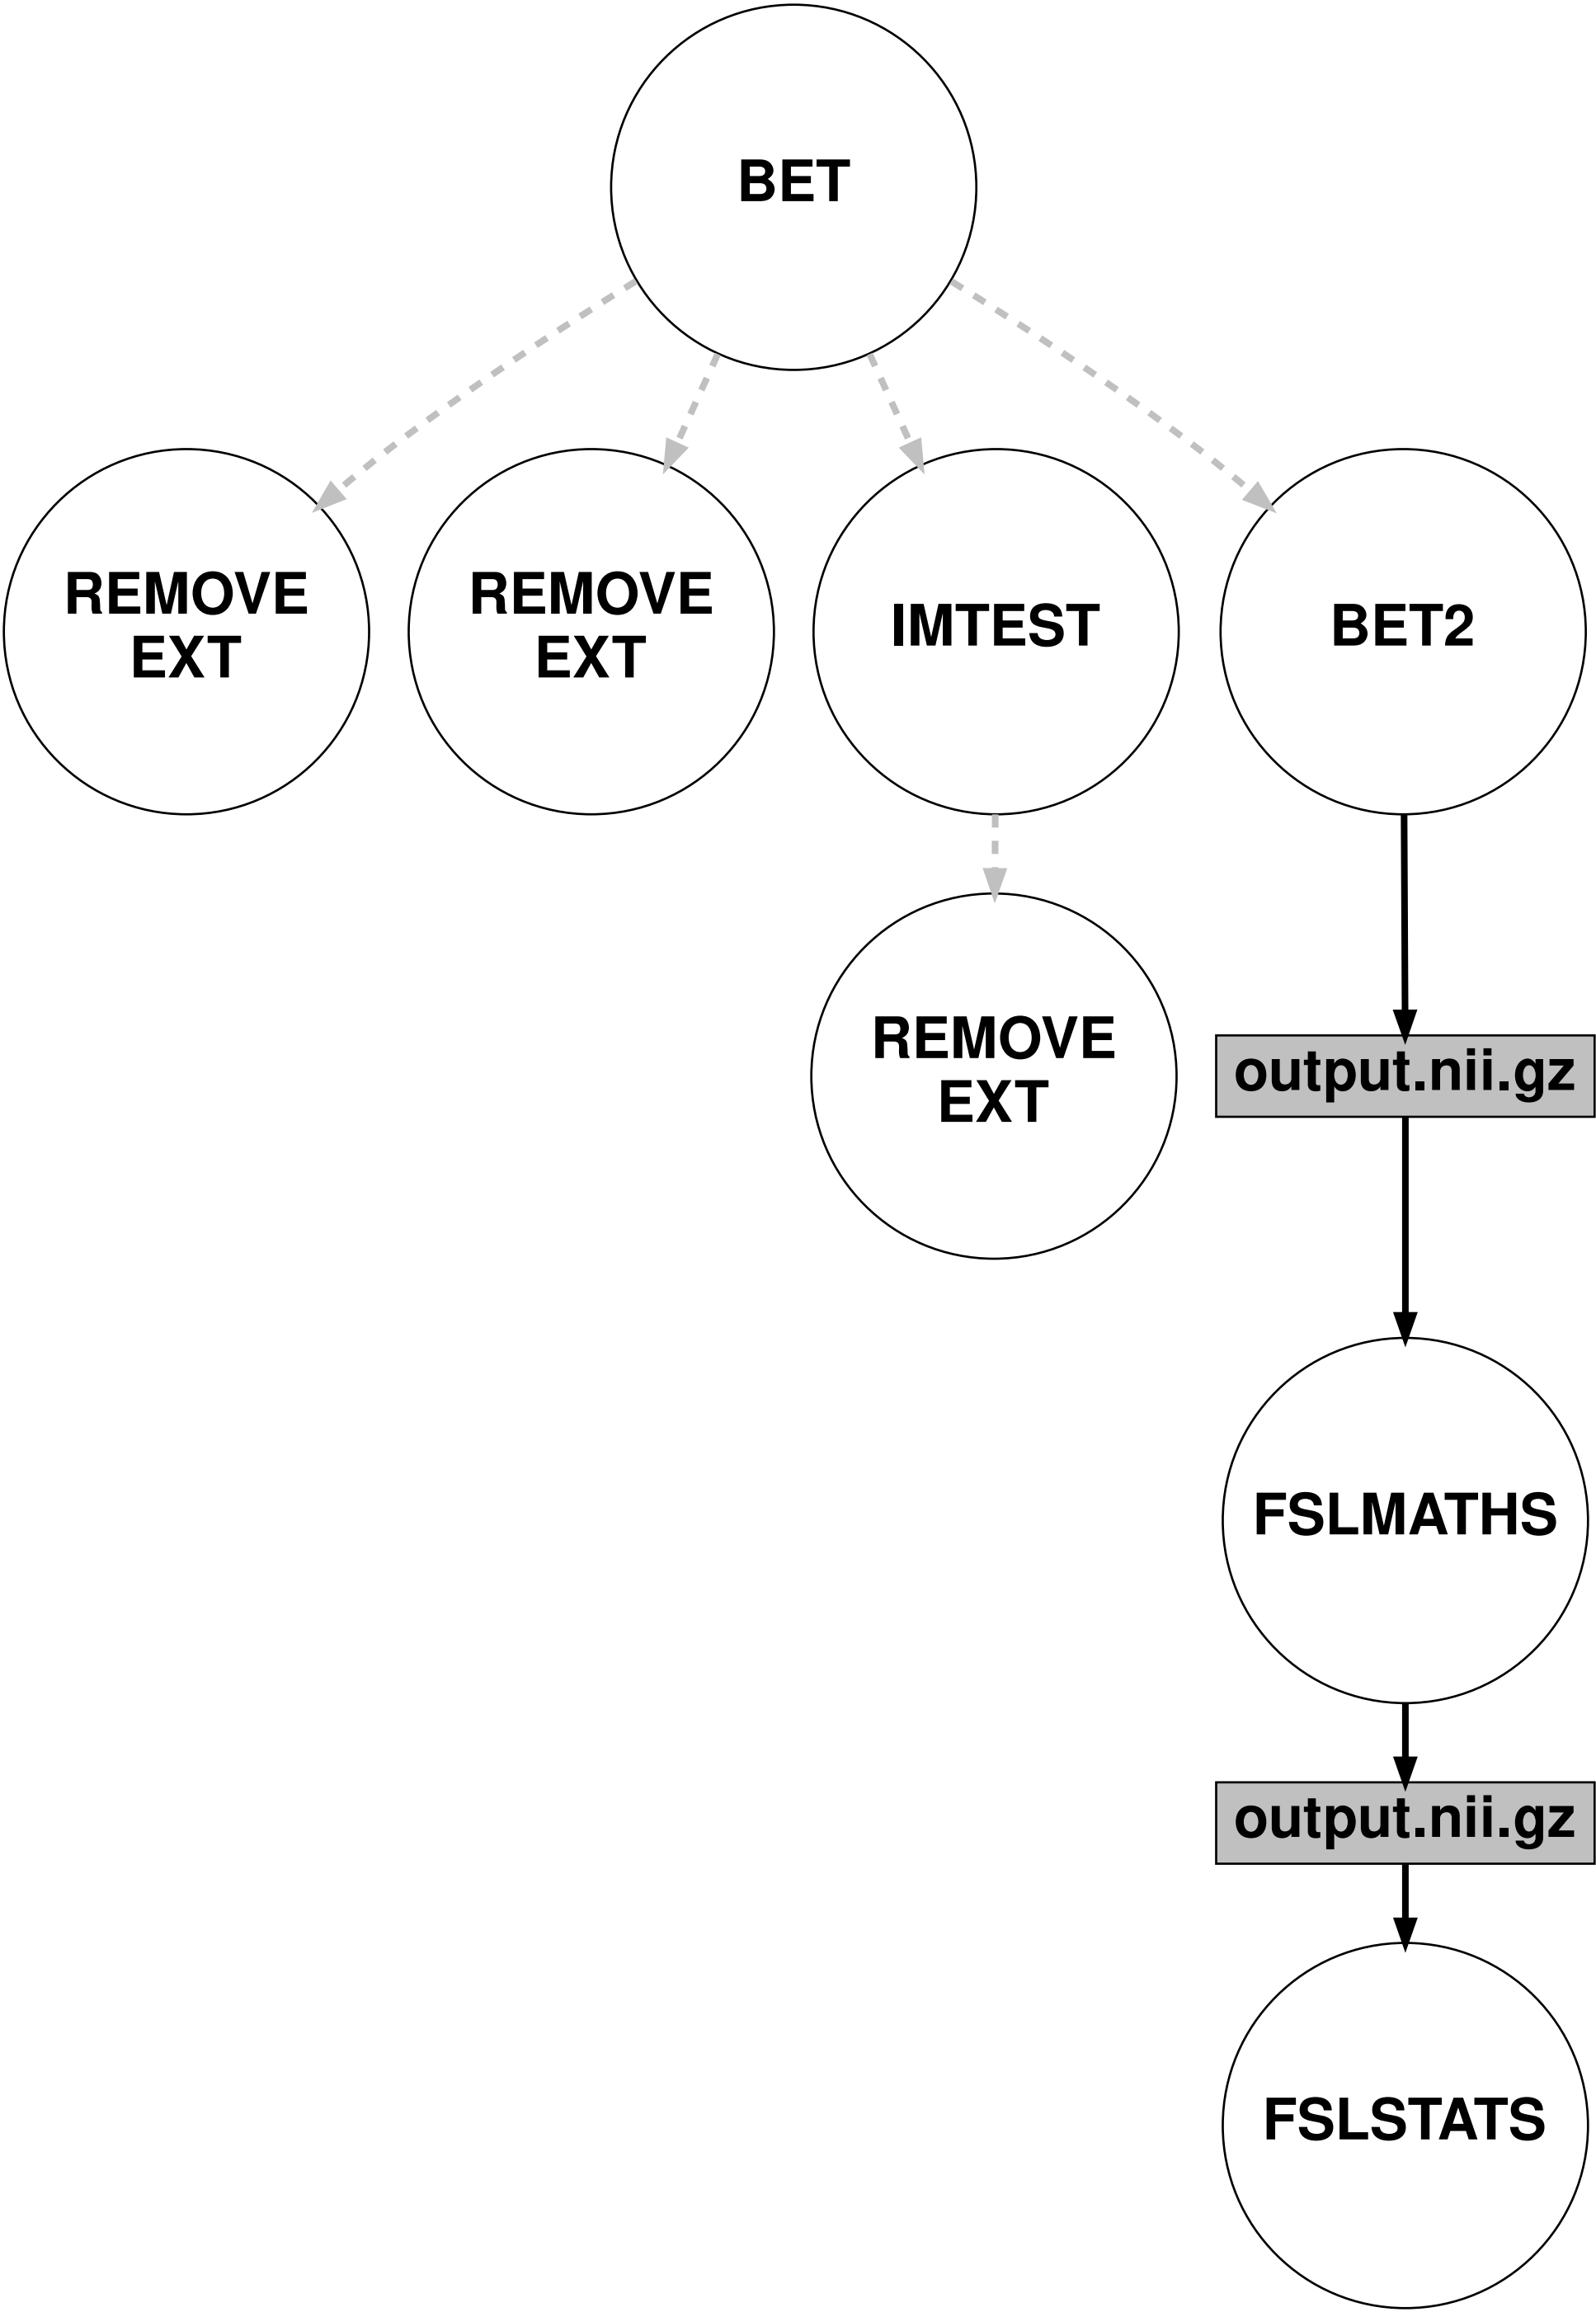 BET
REMOVE
EXT
REMOVE
EXT
IMTEST
BET2
REMOVE
EXT
output.nii.gz
FSLMATHS
output.nii.gz
FSLSTATS